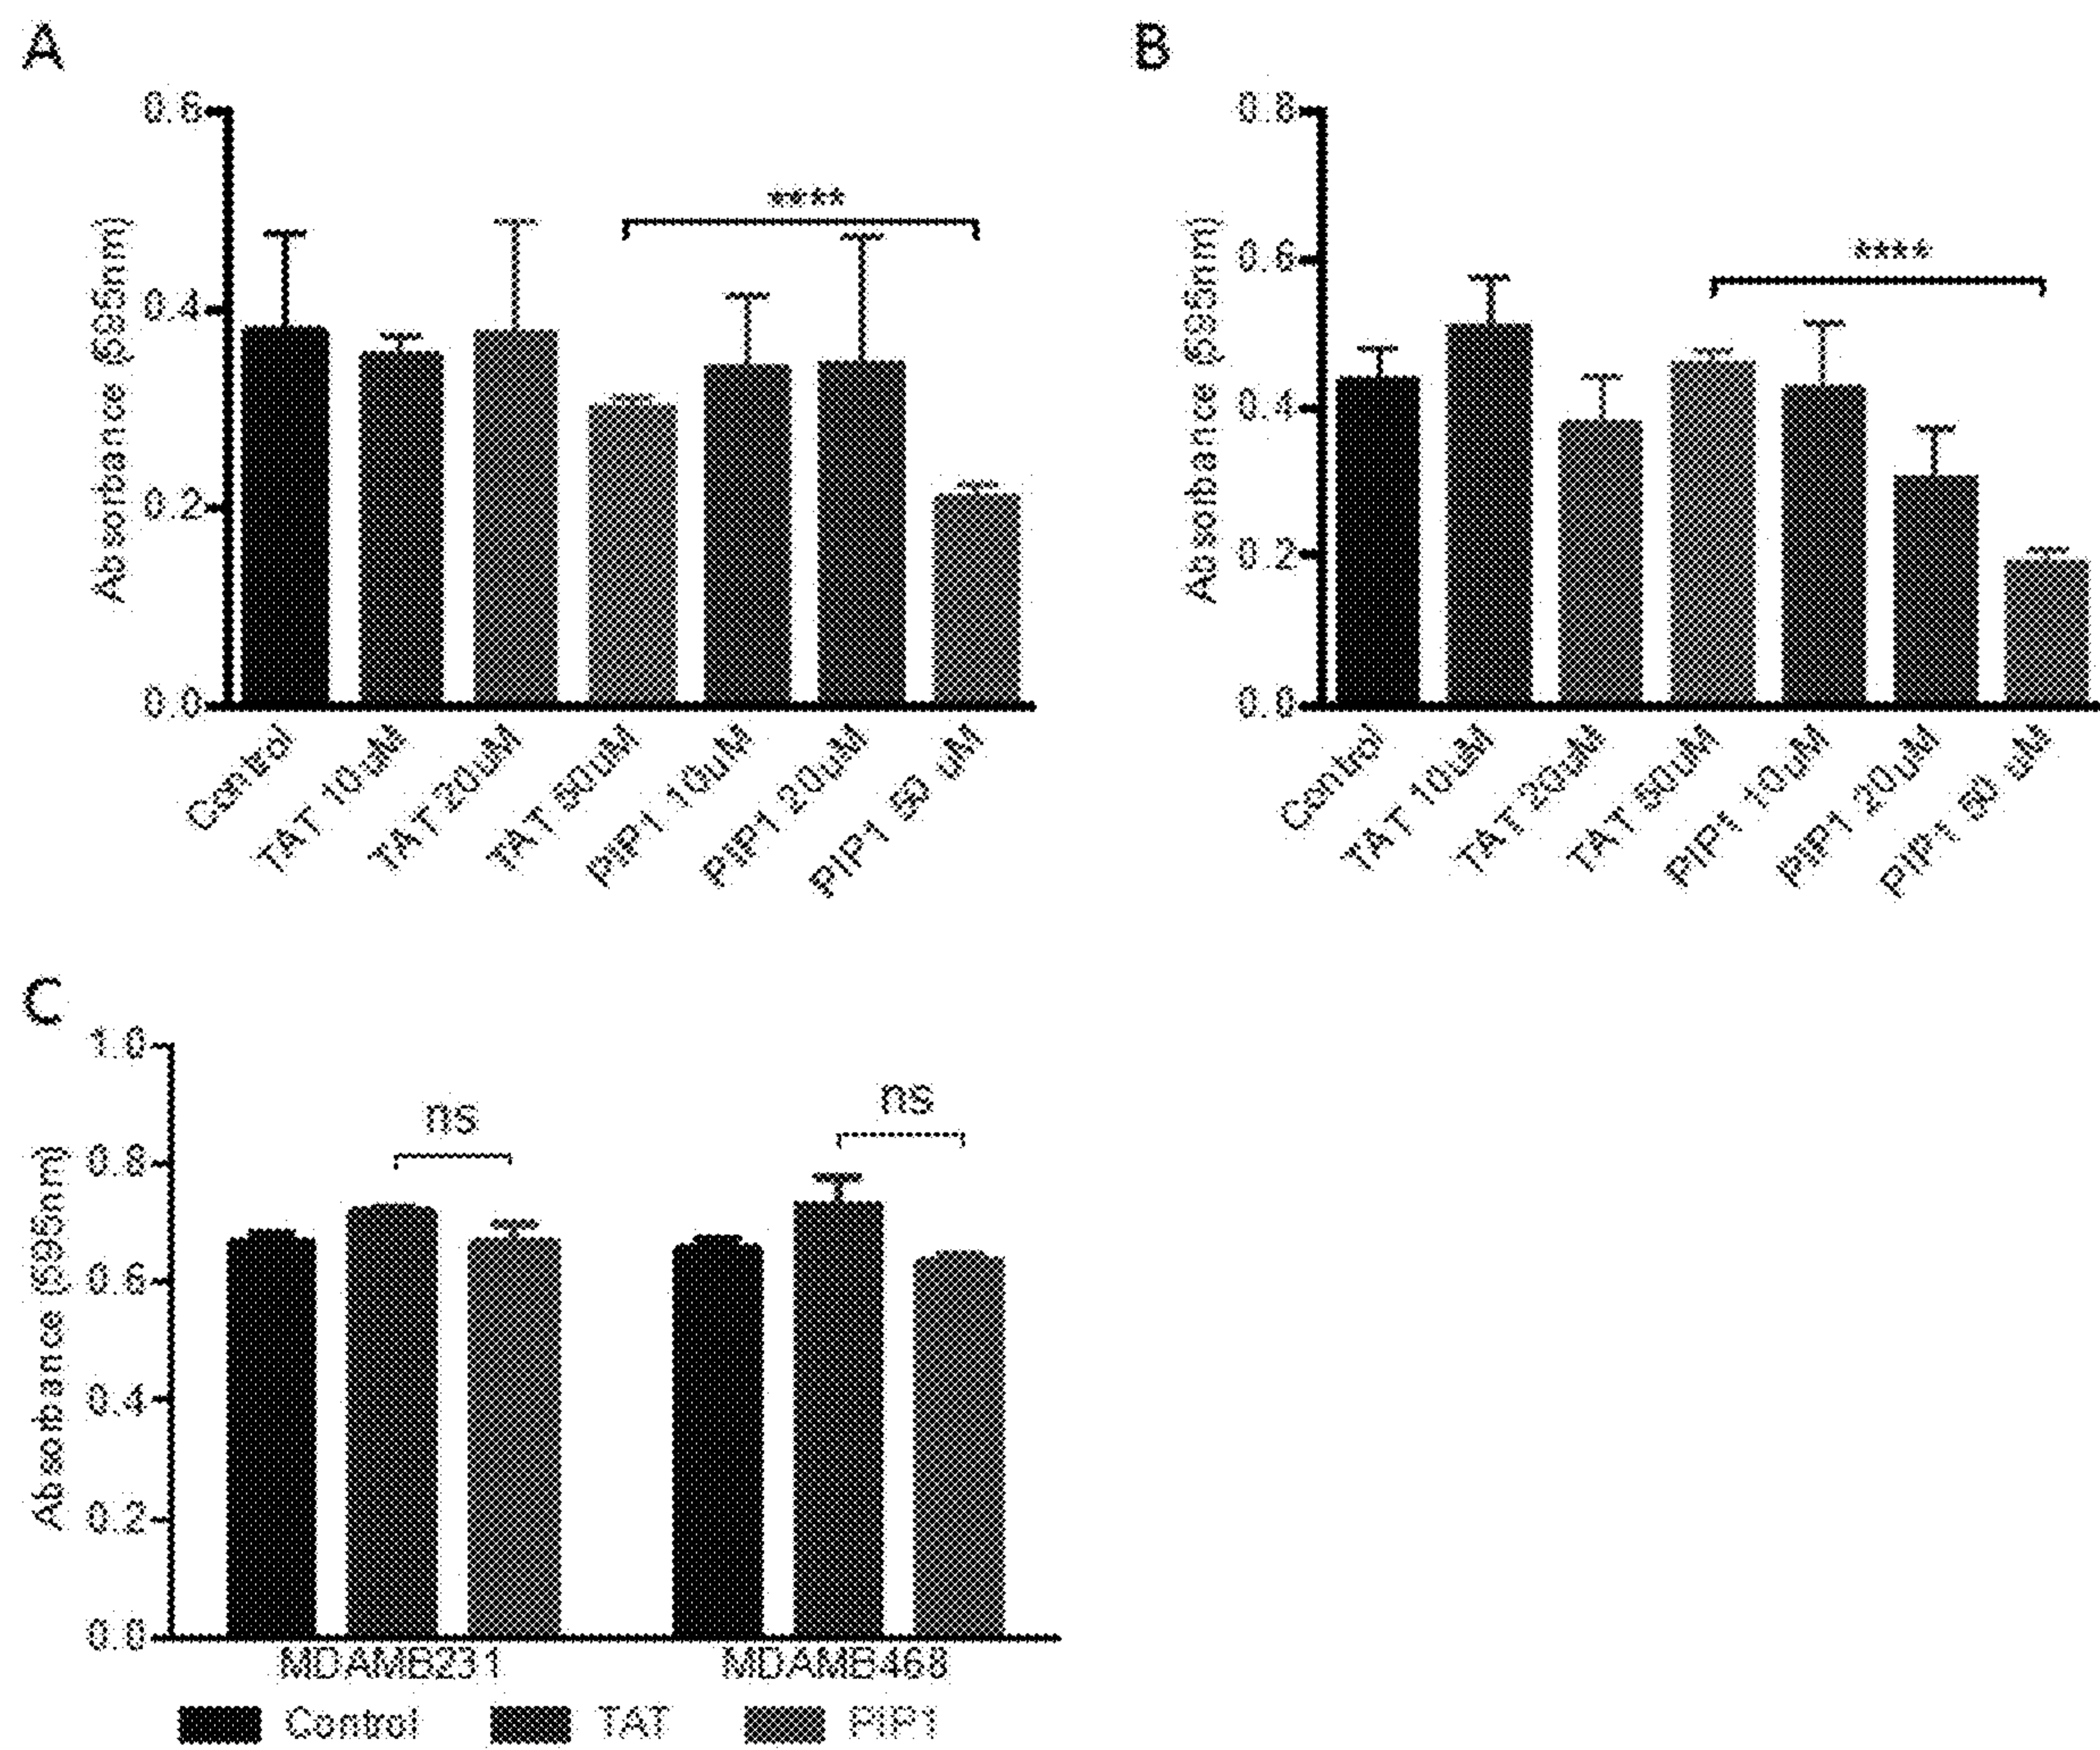 A
0.6
0.4
0.2
0.0
Absorbance (595nm)
****
Control
TAT 10uM
TAT 20uM
TAT 50uM
PIP1 10uM
PIP1 20uM
PIP1 50 uM
B
0.8
0.6
0.4
0.2
0.0
Absorbance (595nm)
****
Control
TAT 10uM
TAT 20uM
TAT 50uM
PIP1 10uM
PIP1 20uM
PIP1 50 uM
C
1.0
0.8
0.6
0.4
0.2
0.0
Absorbance (595nm)
ns
ns
MDAMB231 MDAMB468
Control TAT PIP1